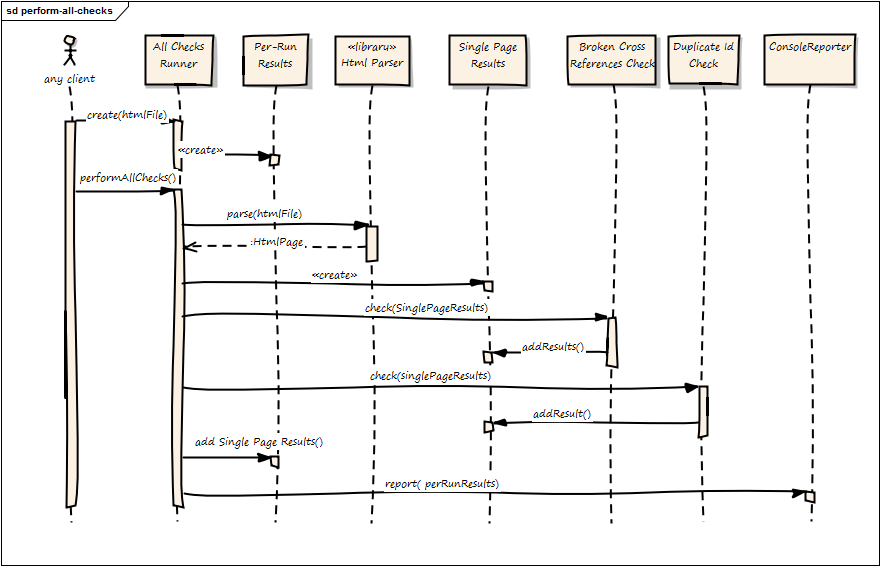 sd perform-all-checks
any client
All Checks
Runner
Per-Run
Results
«library»
Html Parser
Single Page
Results
Broken Cross
References Check
Duplicate Id
Check
ConsoleReporter
create(htmlFile)
«create»
performAllChecks()
parse(htmlFile)
:HtmlPage
«create»
check(SinglePageResults)
addResults()
check(singlePageResults)
addResult()
add Single Page Results()
report( perRunResults)